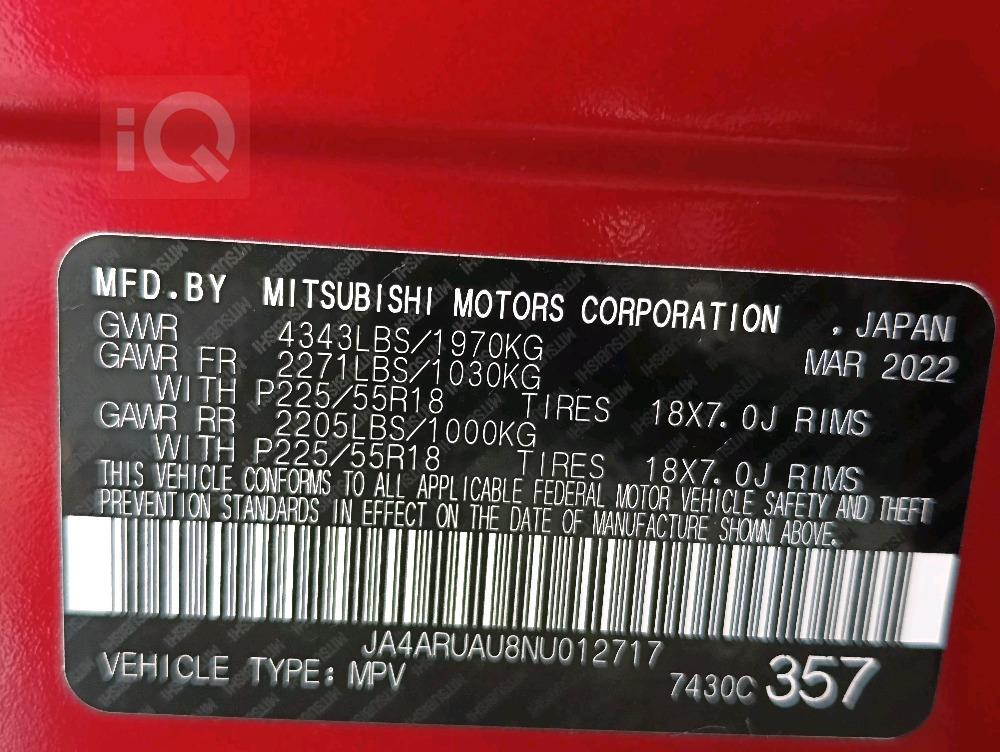 iQ
MFD.BY MITSUBISHI MOTORS CORPORATION , JAPAN
GVWR 4343LBS/1970KG MAR 2022
GAWR FR 2271LBS/1030KG
WITH P225/55R18 TIRES 18X7.0J RIMS
GAWR RR 2205LBS/1000KG
WITH P225/55R18 TIRES 18X7.0J RIMS
THIS VEHICLE CONFORMS TO ALL APPLICABLE FEDERAL MOTOR VEHICLE SAFETY AND THEFT
PREVENTION STANDARDS IN EFFECT ON THE DATE OF MANUFACTURE SHOWN ABOVE.
JA4ARUAU8NU012717
VEHICLE TYPE: MPV 7430C 357